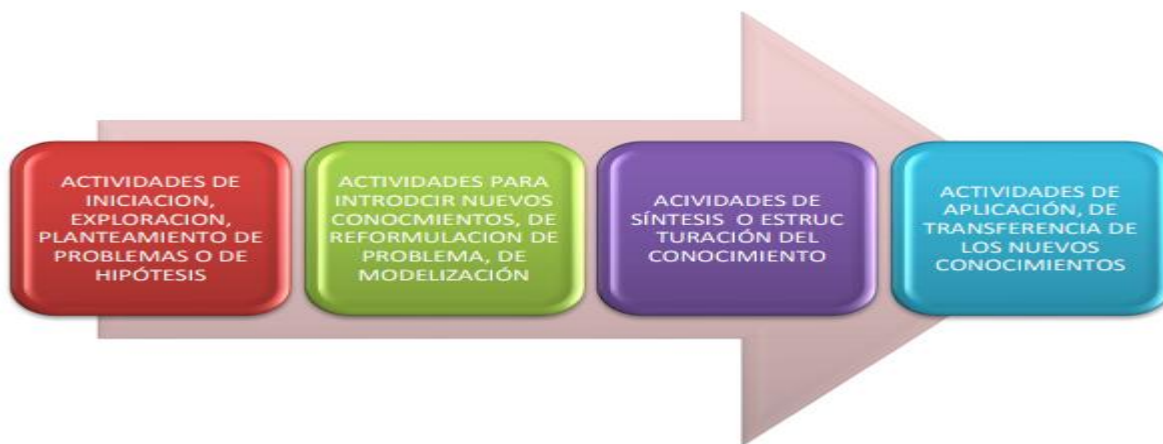 ACTIVIDADES DE
INICIACION,
EXPLORACION,
PLANTEAMIENTO DE
PROBLEMAS O DE
HIPÓTESIS
ACTIVIDADES PARA
INTRODCIR NUEVOS
CONOCMIENTOS, DE
REFORMULACION DE
PROBLEMA, DE
MODELIZACIÓN
ACIVIDADES DE
SÍNTESIS O ESTRUC
TURACIÓN DEL
CONOCIMIENTO
ACTIVIDADES DE
APLICACIÓN, DE
TRANSFERENCIA DE
LOS NUEVOS
CONOCIMIENTOS